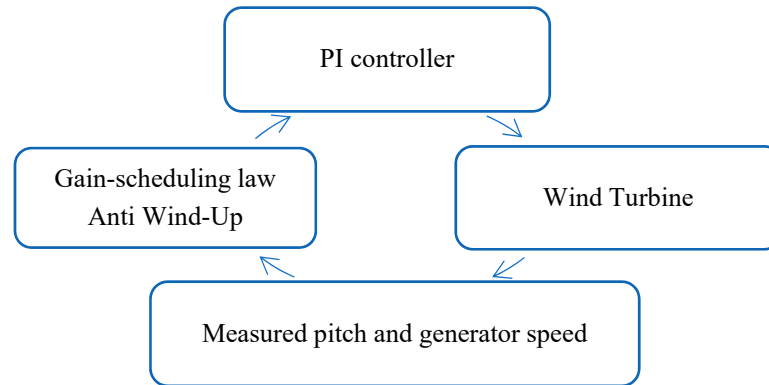 PI controller
Gain-scheduling law
Anti Wind-Up
Wind Turbine
Measured pitch and generator speed